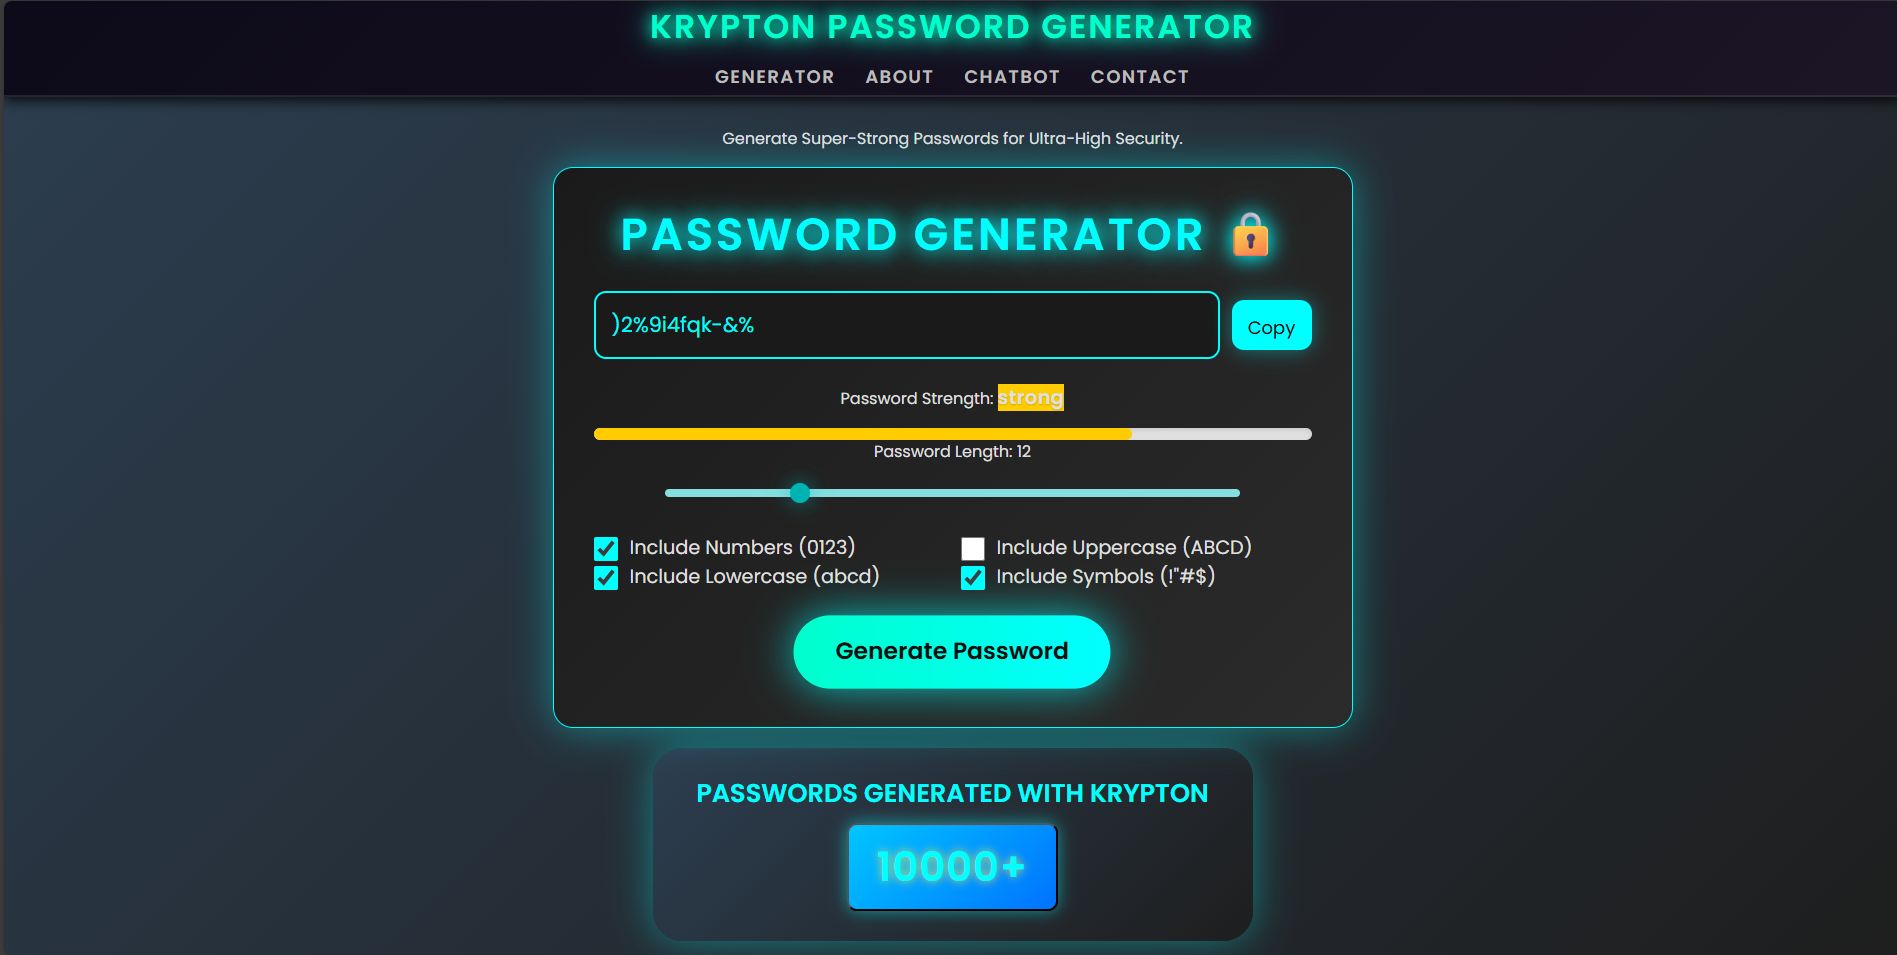 KRYPTON PASSWORD GENERATOR
GENERATOR ABOUT CHATBOT CONTACT
Generate Super-Strong Passwords for Ultra-High Security.
PASSWORD GENERATOR
)2%9i4fqk-&%
Copy
Password Strength: strong
Password Length: 12
Include Numbers (0123)
Include Uppercase (ABCD)
Include Lowercase (abcd)
Include Symbols (!"#$)
Generate Password
PASSWORDS GENERATED WITH KRYPTON
10000+